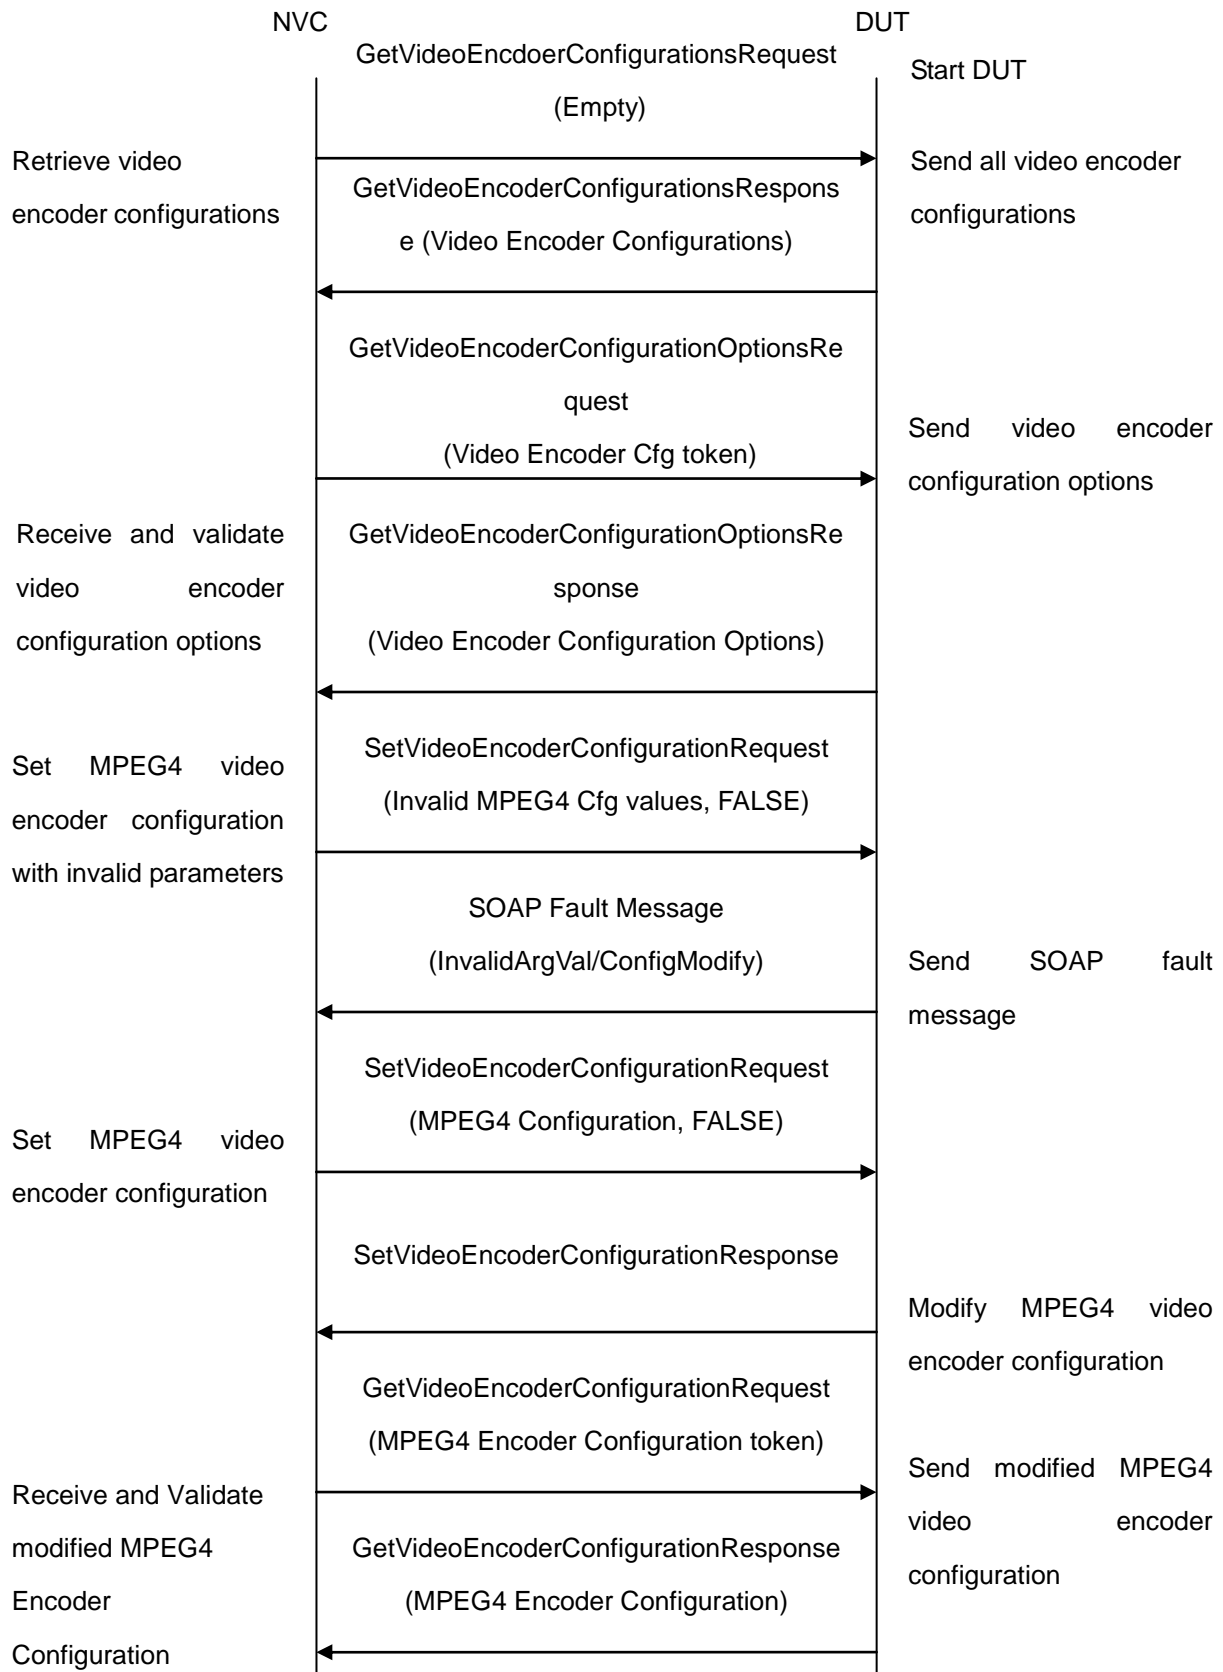 NVC
DUT
GetVideoEncdoerConfigurationsRequest
(Empty)
Start DUT
Retrieve video
encoder configurations
Send all video encoder
configurations
GetVideoEncoderConfigurationsRespons
e (Video Encoder Configurations)
GetVideoEncoderConfigurationOptionsRe
quest
(Video Encoder Cfg token)
Send video encoder
configuration options
Receive and validate
video encoder
configuration options
GetVideoEncoderConfigurationOptionsRe
sponse
(Video Encoder Configuration Options)
Set MPEG4 video
encoder configuration
with invalid parameters
SetVideoEncoderConfigurationRequest
(Invalid MPEG4 Cfg values, FALSE)
SOAP Fault Message
(InvalidArgVal/ConfigModify)
Send SOAP fault
message
SetVideoEncoderConfigurationRequest
(MPEG4 Configuration, FALSE)
Set MPEG4 video
encoder configuration
SetVideoEncoderConfigurationResponse
Modify MPEG4 video
encoder configuration
GetVideoEncoderConfigurationRequest
(MPEG4 Encoder Configuration token)
Send modified MPEG4
video encoder
configuration
Receive and Validate
modified MPEG4
Encoder
Configuration
GetVideoEncoderConfigurationResponse
(MPEG4 Encoder Configuration)